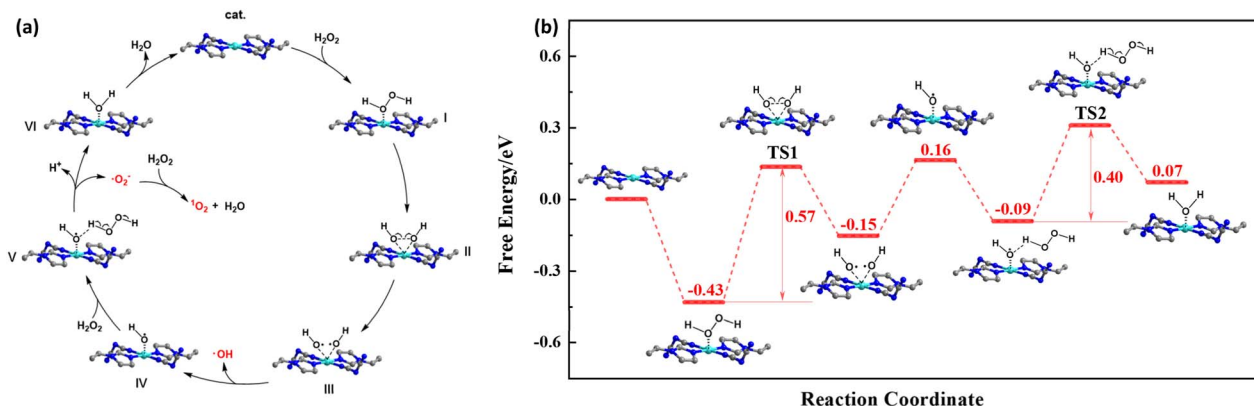 (a)
cat.
H₂O
H₂O₂
H H
O
VI
H O O H
I
H⁺
·O₂⁻
H₂O₂
¹O₂ + H₂O
H O H O O H
V
H O O H
II
H₂O₂
H O
IV
·OH
H O · · O H
III
(b)
Free Energy/eV
0.6
0.3
0.0
-0.3
-0.6
-0.43
H O O H
TS1
H O O H
0.57
-0.15
H O · · O H
0.16
H O
-0.09
H O H O O H
TS2
H O H O O H
0.40
0.07
H H
O
Reaction Coordinate